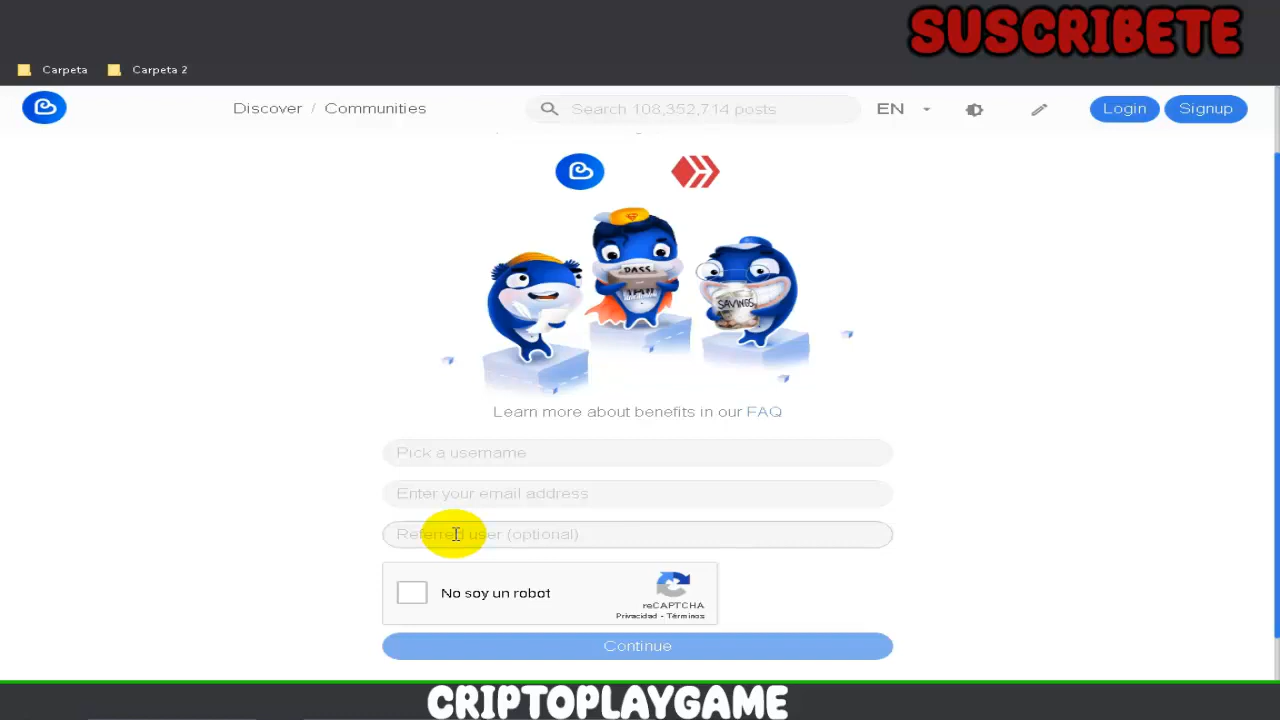 SUSCRIBETE
Carpeta Carpeta 2
Discover / Communities Search 108,352,714 posts EN Login Signup
PASS
SAVINGS
Learn more about benefits in our FAQ
Pick a username
Enter your email address
Referred user (optional)
No soy un robot
reCAPTCHA
Privacidad - Términos
Continue
CRIPTOPLAYGAME